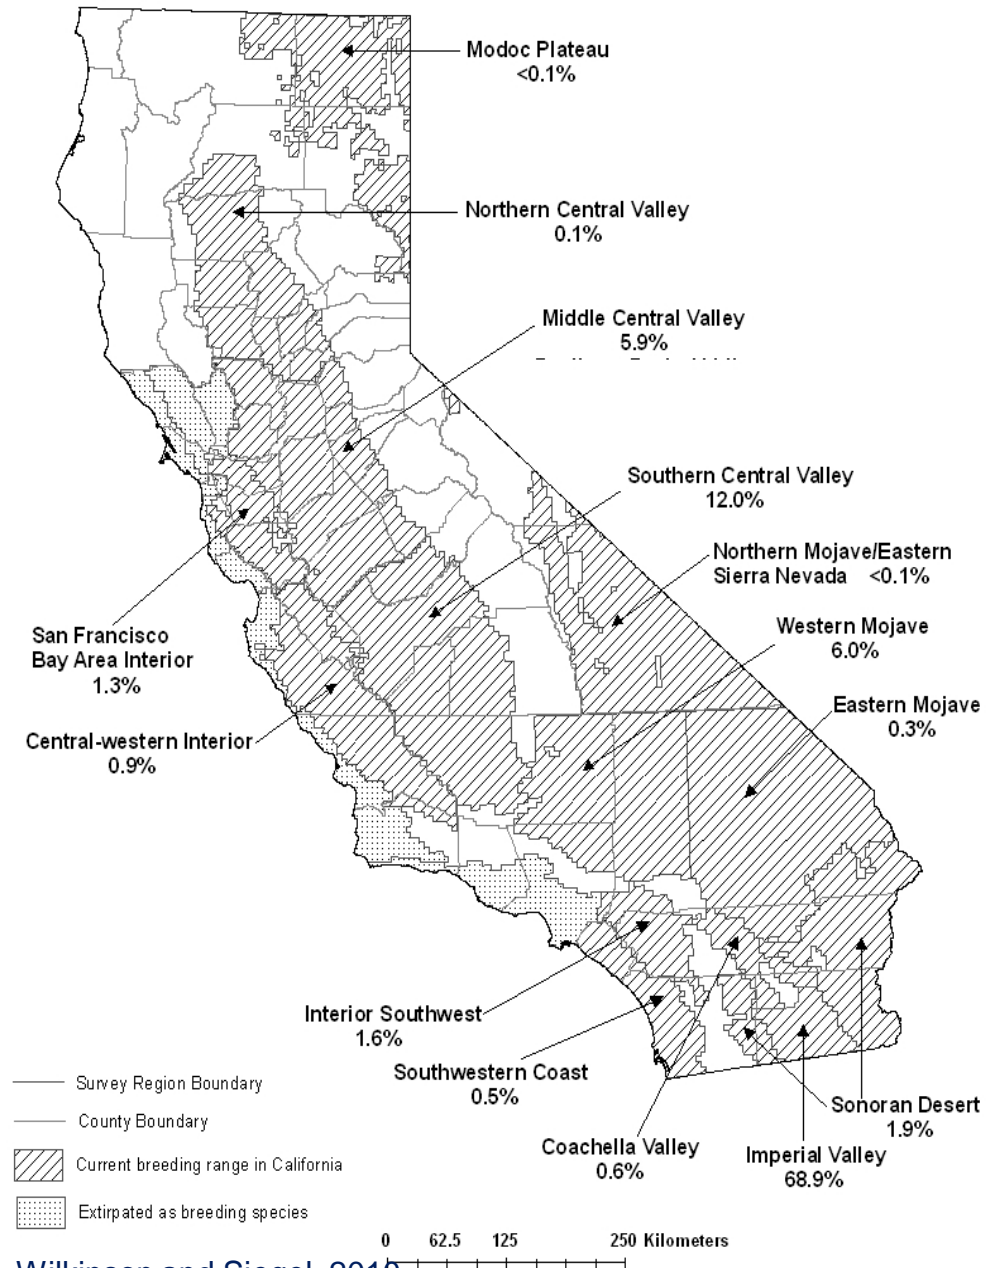 Modoc Plateau
<0.1%
Northern Central Valley
0.1%
Middle Central Valley
5.9%
Southern Central Valley
12.0%
Northern Mojave/Eastern
Sierra Nevada <0.1%
Western Mojave
6.0%
Eastern Mojave
0.3%
San Francisco
Bay Area Interior
1.3%
Central-western Interior
0.9%
Interior Southwest
1.6%
Southwestern Coast
0.5%
Coachella Valley
0.6%
Imperial Valley
68.9%
Sonoran Desert
1.9%
Survey Region Boundary
County Boundary
Current breeding range in California
Extirpated as breeding species
0 62.5 125 250 Kilometers
Wilkinson and Siegel, 2010